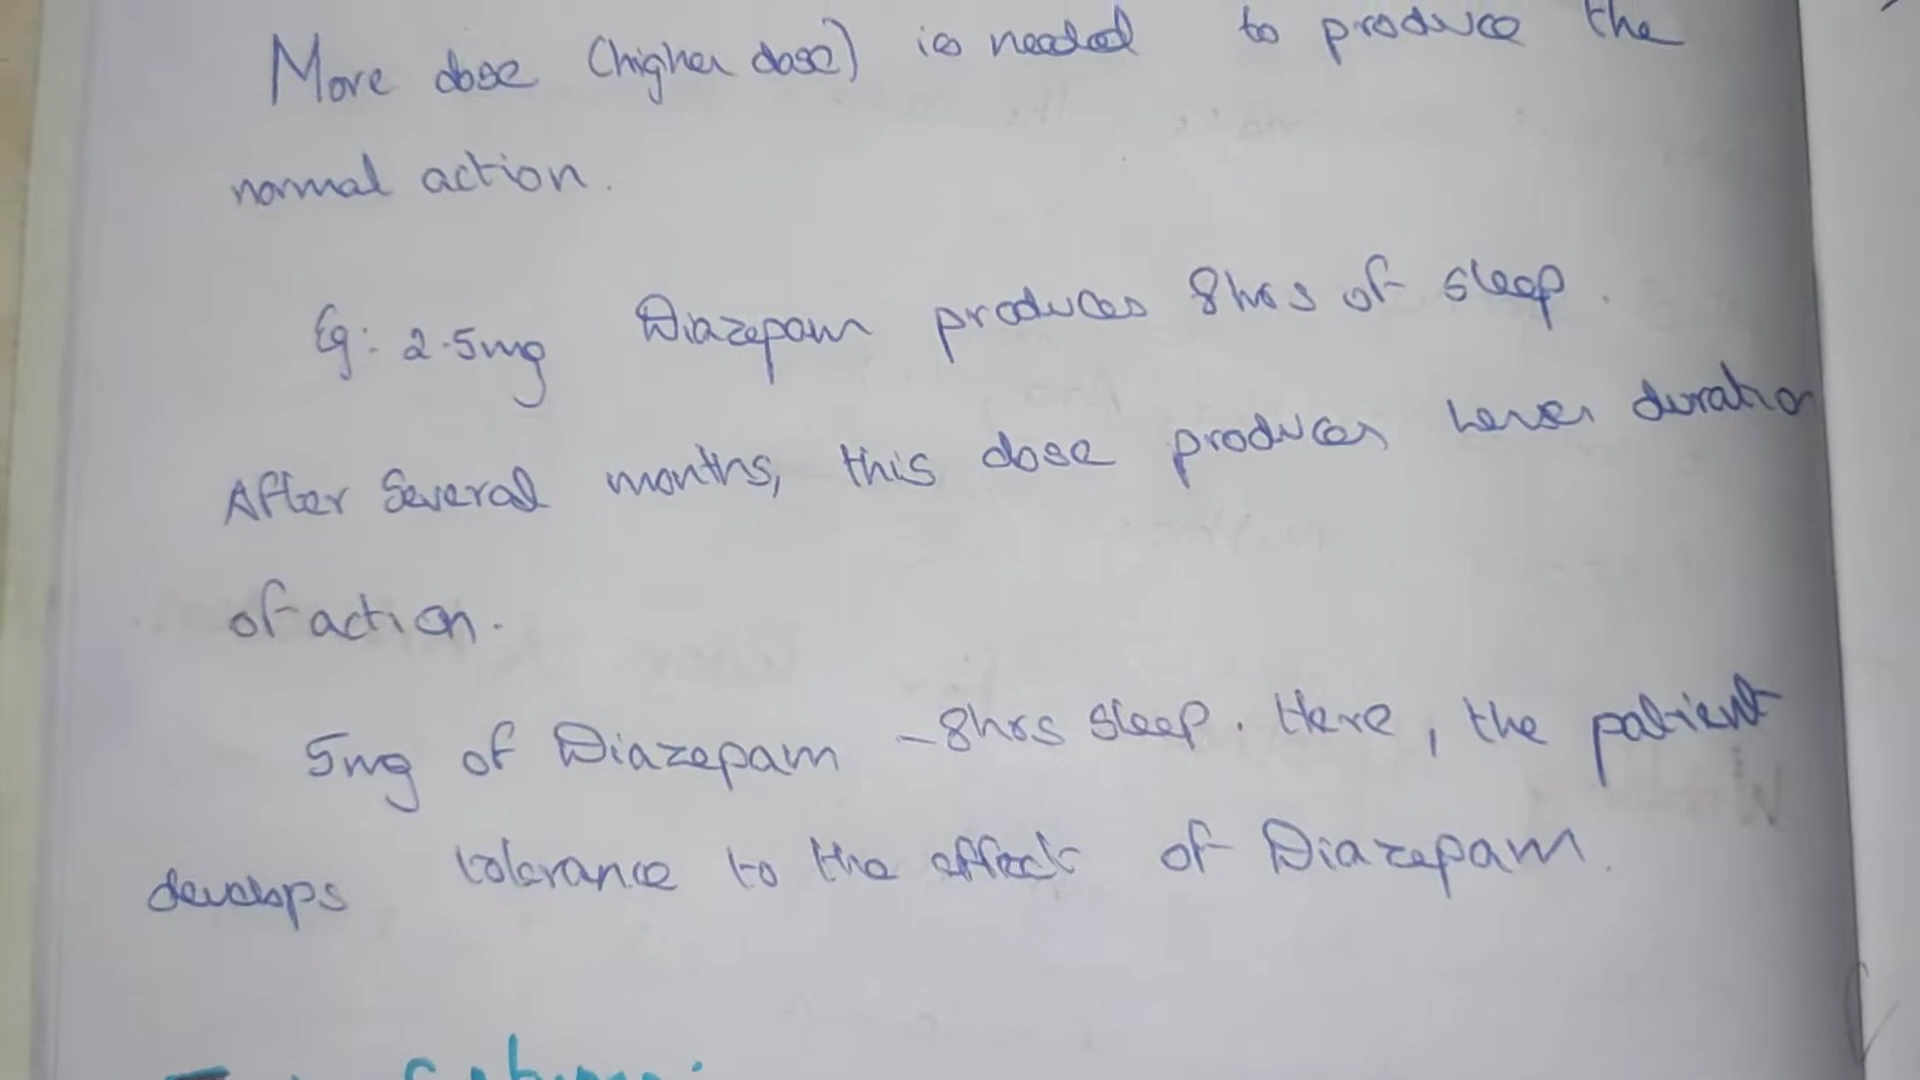 More dose (higher dose) is needed to produce the
normal action.
Eg: 2.5mg Diazepam produces 8hrs of sleep.
After Several months, this dose produces lesser duration
of action.
5mg of Diazepam - 8hrs sleep. Here, the patient
develops tolerance to the effect of Diazepam.